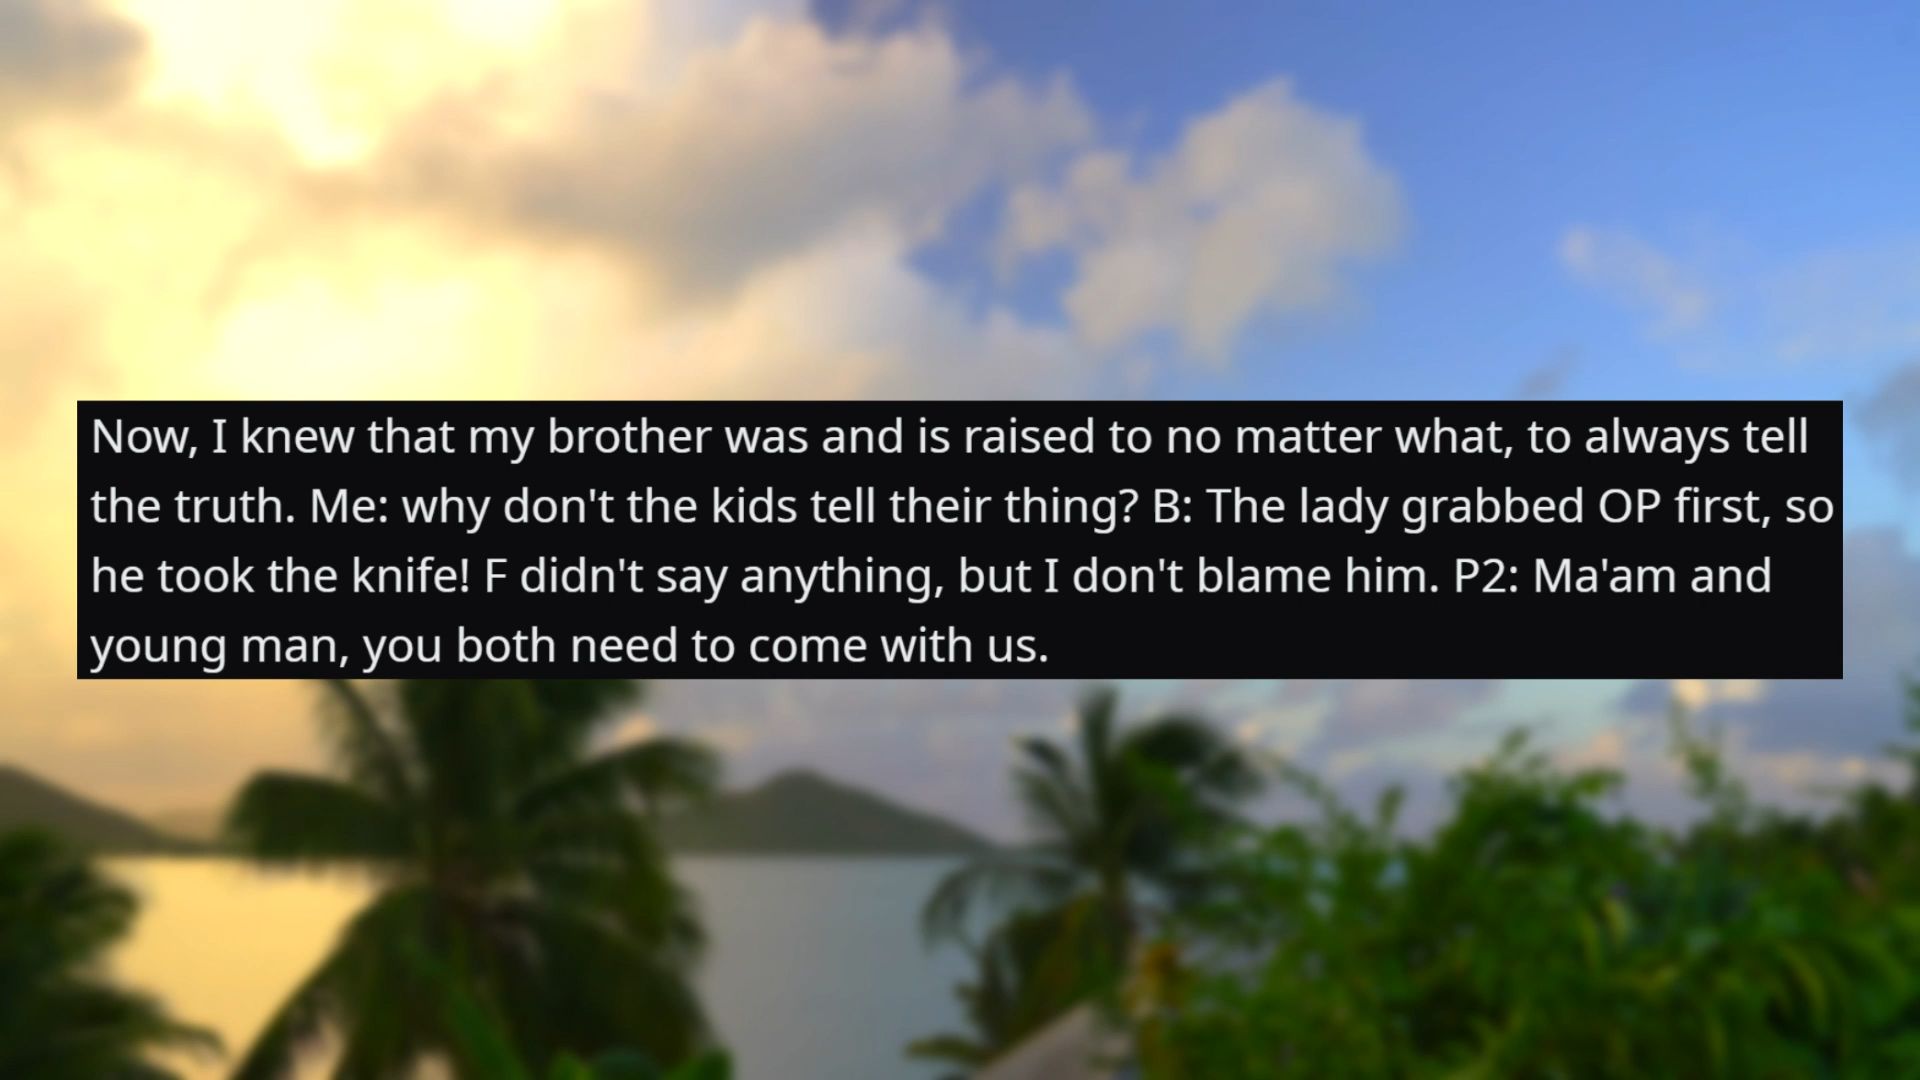 Now, I knew that my brother was and is raised to no matter what, to always tell
the truth. Me: why don't the kids tell their thing? B: The lady grabbed OP first, so
he took the knife! F didn't say anything, but I don't blame him. P2: Ma'am and
young man, you both need to come with us.